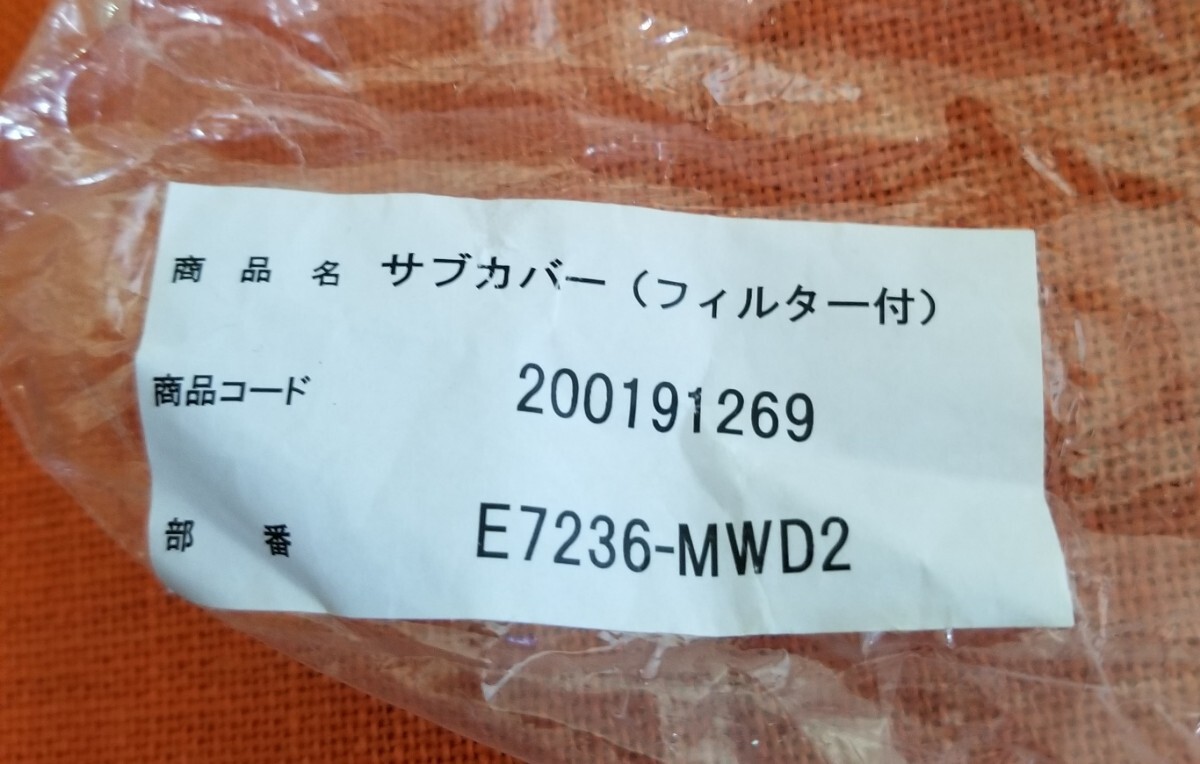 商品名 サブカバー（フィルター付）
商品コード 200191269
部番 E7236-MWD2